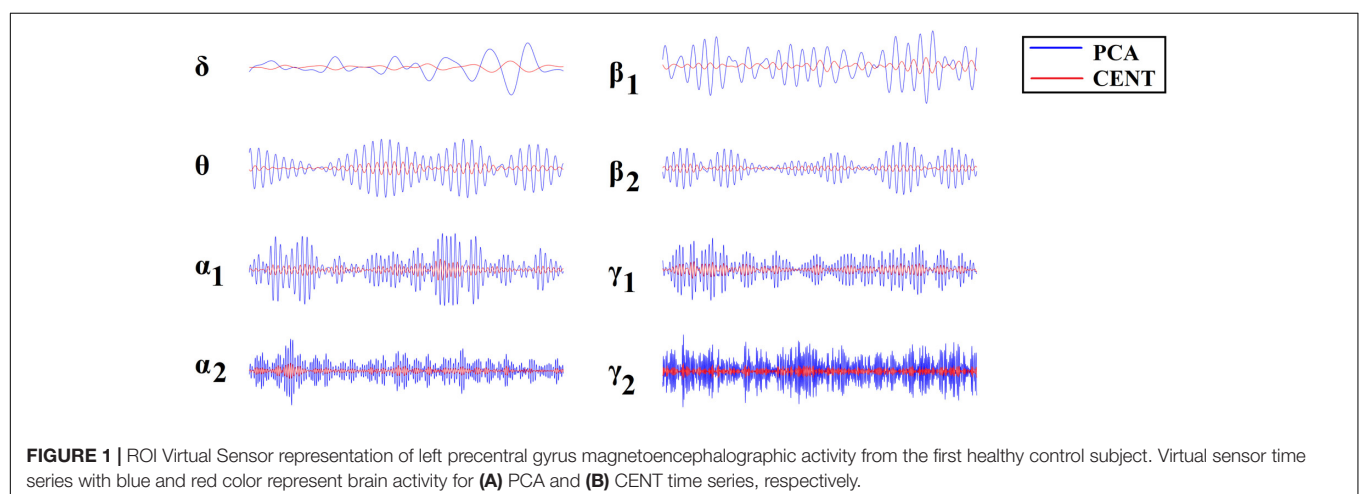 δ
β1
PCA
CENT
θ
β2
α1
γ1
α2
γ2
FIGURE 1 | ROI Virtual Sensor representation of left precentral gyrus magnetoencephalographic activity from the first healthy control subject. Virtual sensor time
series with blue and red color represent brain activity for (A) PCA and (B) CENT time series, respectively.